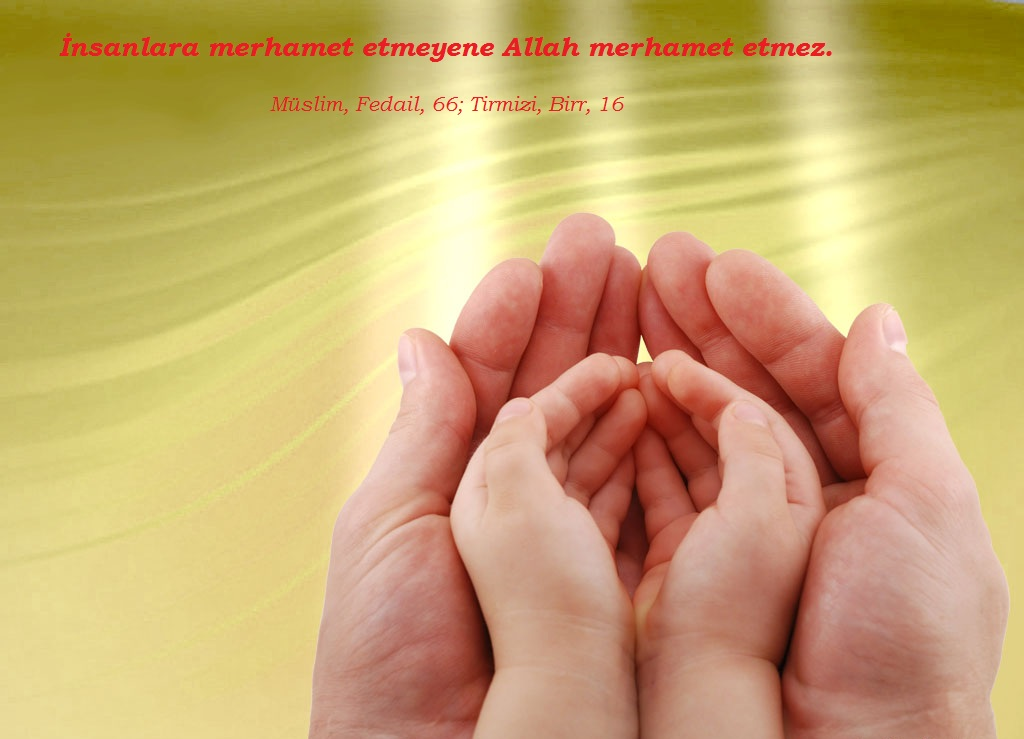 İnsanlara merhamet etmeyene Allah merhamet etmez.
Müslim, Fedail, 66; Tirmizi, Birr, 16